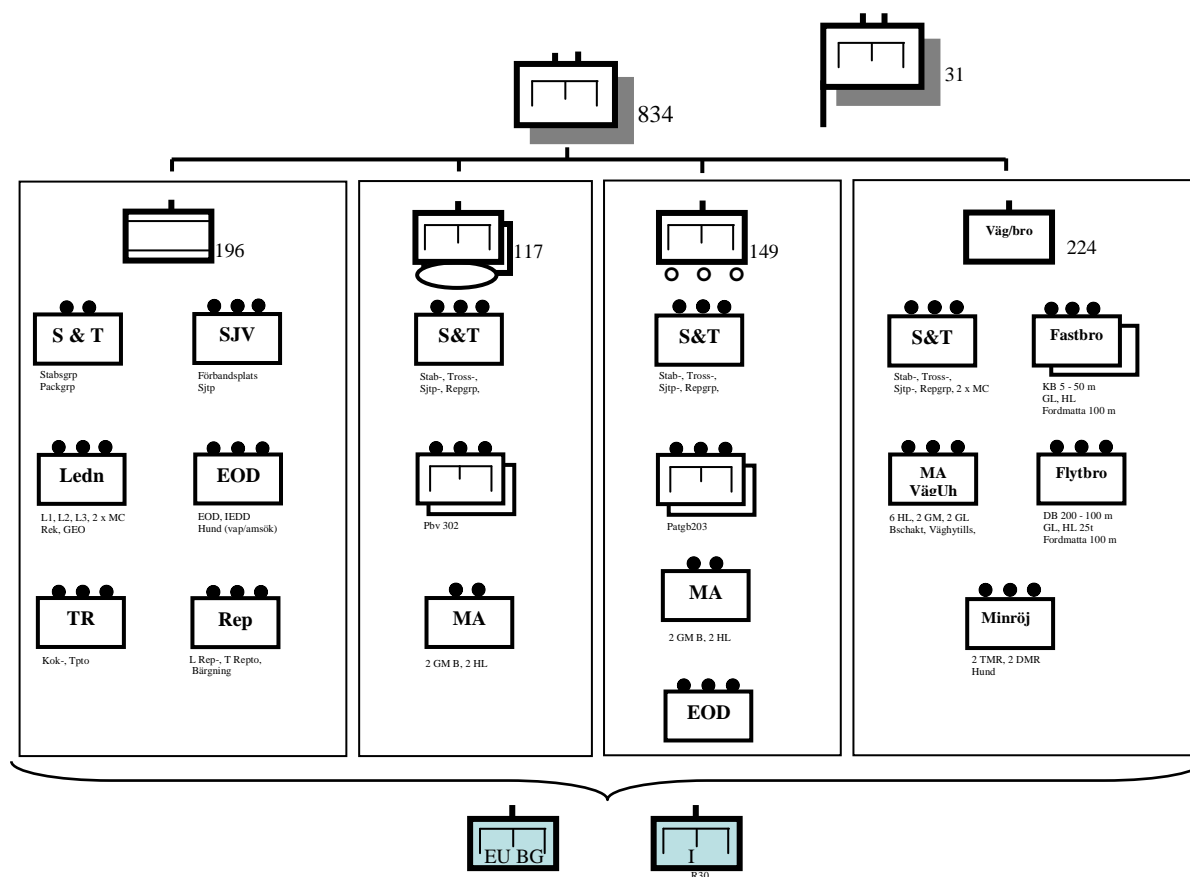 31
834
196
S & T
Stabsgrp
Packgrp
SJV
Förbandsplats
Sjtp
Ledn
L1, L2, L3, 2 x MC
Rek, GEO
EOD
EOD, IEDD
Hund (vap/amsök)
TR
Kok-, Tpto
Rep
L Rep-, T Repto,
Bärgning
117
S&T
Stab-, Tross-,
Sjtp-, Repgrp,
Pbv 302
MA
2 GM B, 2 HL
149
S&T
Stab-, Tross-,
Sjtp-, Repgrp,
Patgb203
MA
2 GM B, 2 HL
EOD
Väg/bro
224
S&T
Stab-, Tross-,
Sjtp-, Repgrp, 2 x MC
Fastbro
KB 5 - 50 m
GL, HL
Fordmatta 100 m
MA
VägUh
6 HL, 2 GM, 2 GL
Bschakt, Väghytills,
Flytbro
DB 200 - 100 m
GL, HL 25t
Fordmatta 100 m
Minröj
2 TMR, 2 DMR
Hund
EU BG
I
R30